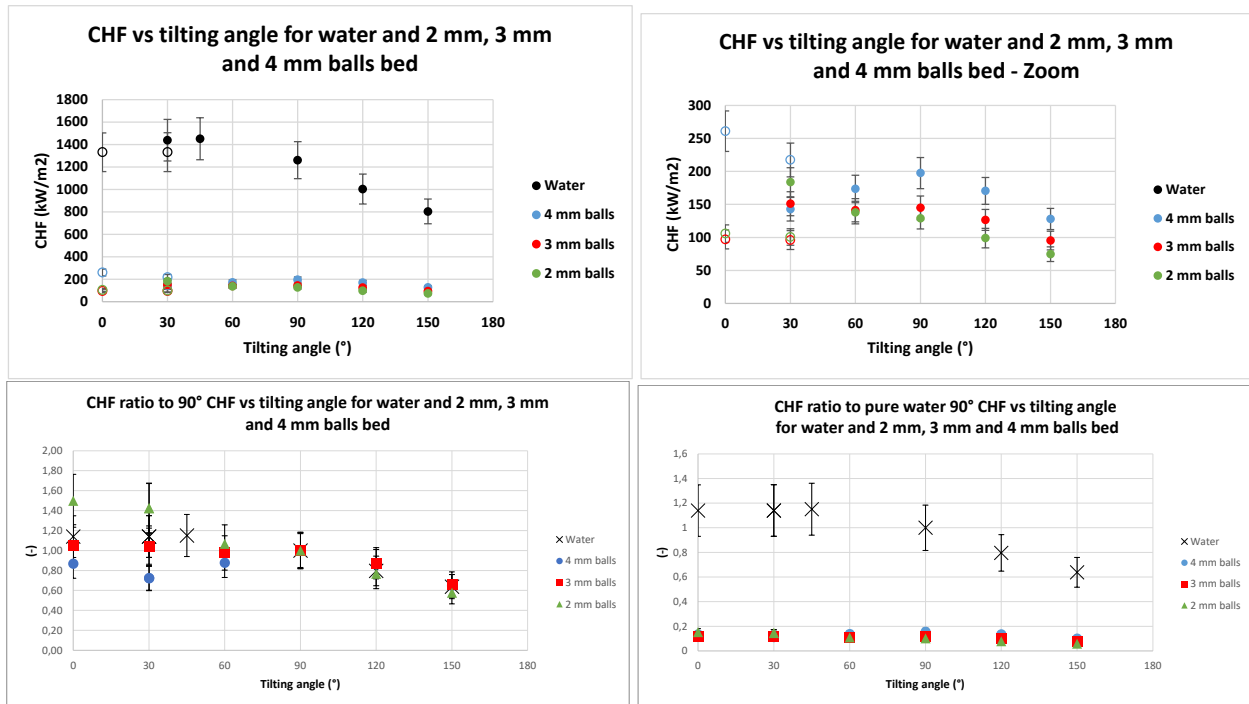 CHF vs tilting angle for water and 2 mm, 3 mm
and 4 mm balls bed
CHF (kW/m2)
1800
1600
1400
1200
1000
800
600
400
200
0
0 30 60 90 120 150 180
Tilting angle (°)
Water
4 mm balls
3 mm balls
2 mm balls
CHF vs tilting angle for water and 2 mm, 3 mm
and 4 mm balls bed - Zoom
CHF (kW/m2)
300
250
200
150
100
50
0
0 30 60 90 120 150 180
Tilting angle (°)
Water
4 mm balls
3 mm balls
2 mm balls
CHF ratio to 90° CHF vs tilting angle for water and 2 mm, 3 mm
and 4 mm balls bed
(-)
2,00
1,80
1,60
1,40
1,20
1,00
0,80
0,60
0,40
0,20
0,00
0 30 60 90 120 150 180
Tilting angle (°)
Water
4 mm balls
3 mm balls
2 mm balls
CHF ratio to pure water 90° CHF vs tilting angle
for water and 2 mm, 3 mm and 4 mm balls bed
(-)
1,6
1,4
1,2
1
0,8
0,6
0,4
0,2
0
0 30 60 90 120 150 180
Tilting angle (°)
Water
4 mm balls
3 mm balls
2 mm balls